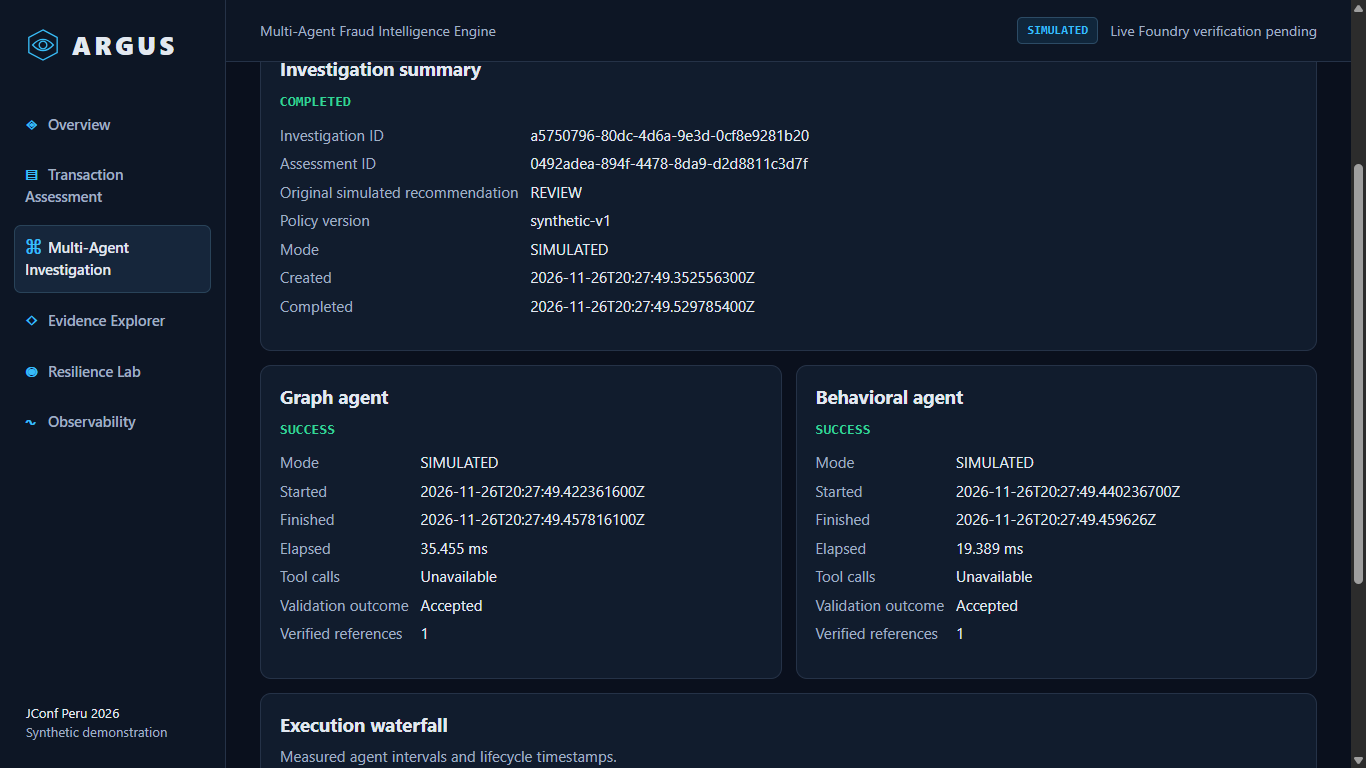 ARGUS
Overview
Transaction
Assessment
Multi-Agent
Investigation
Evidence Explorer
Resilience Lab
Observability
JConf Peru 2026
Synthetic demonstration
Multi-Agent Fraud Intelligence Engine
SIMULATED Live Foundry verification pending
Investigation summary
COMPLETED
Investigation ID a5750796-80dc-4d6a-9e3d-0cf8e9281b20
Assessment ID 0492adea-894f-4478-8da9-d2d8811c3d7f
Original simulated recommendation REVIEW
Policy version synthetic-v1
Mode SIMULATED
Created 2026-11-26T20:27:49.352556300Z
Completed 2026-11-26T20:27:49.529785400Z
Graph agent
SUCCESS
Mode SIMULATED
Started 2026-11-26T20:27:49.422361600Z
Finished 2026-11-26T20:27:49.457816100Z
Elapsed 35.455 ms
Tool calls Unavailable
Validation outcome Accepted
Verified references 1
Behavioral agent
SUCCESS
Mode SIMULATED
Started 2026-11-26T20:27:49.440236700Z
Finished 2026-11-26T20:27:49.459626Z
Elapsed 19.389 ms
Tool calls Unavailable
Validation outcome Accepted
Verified references 1
Execution waterfall
Measured agent intervals and lifecycle timestamps.